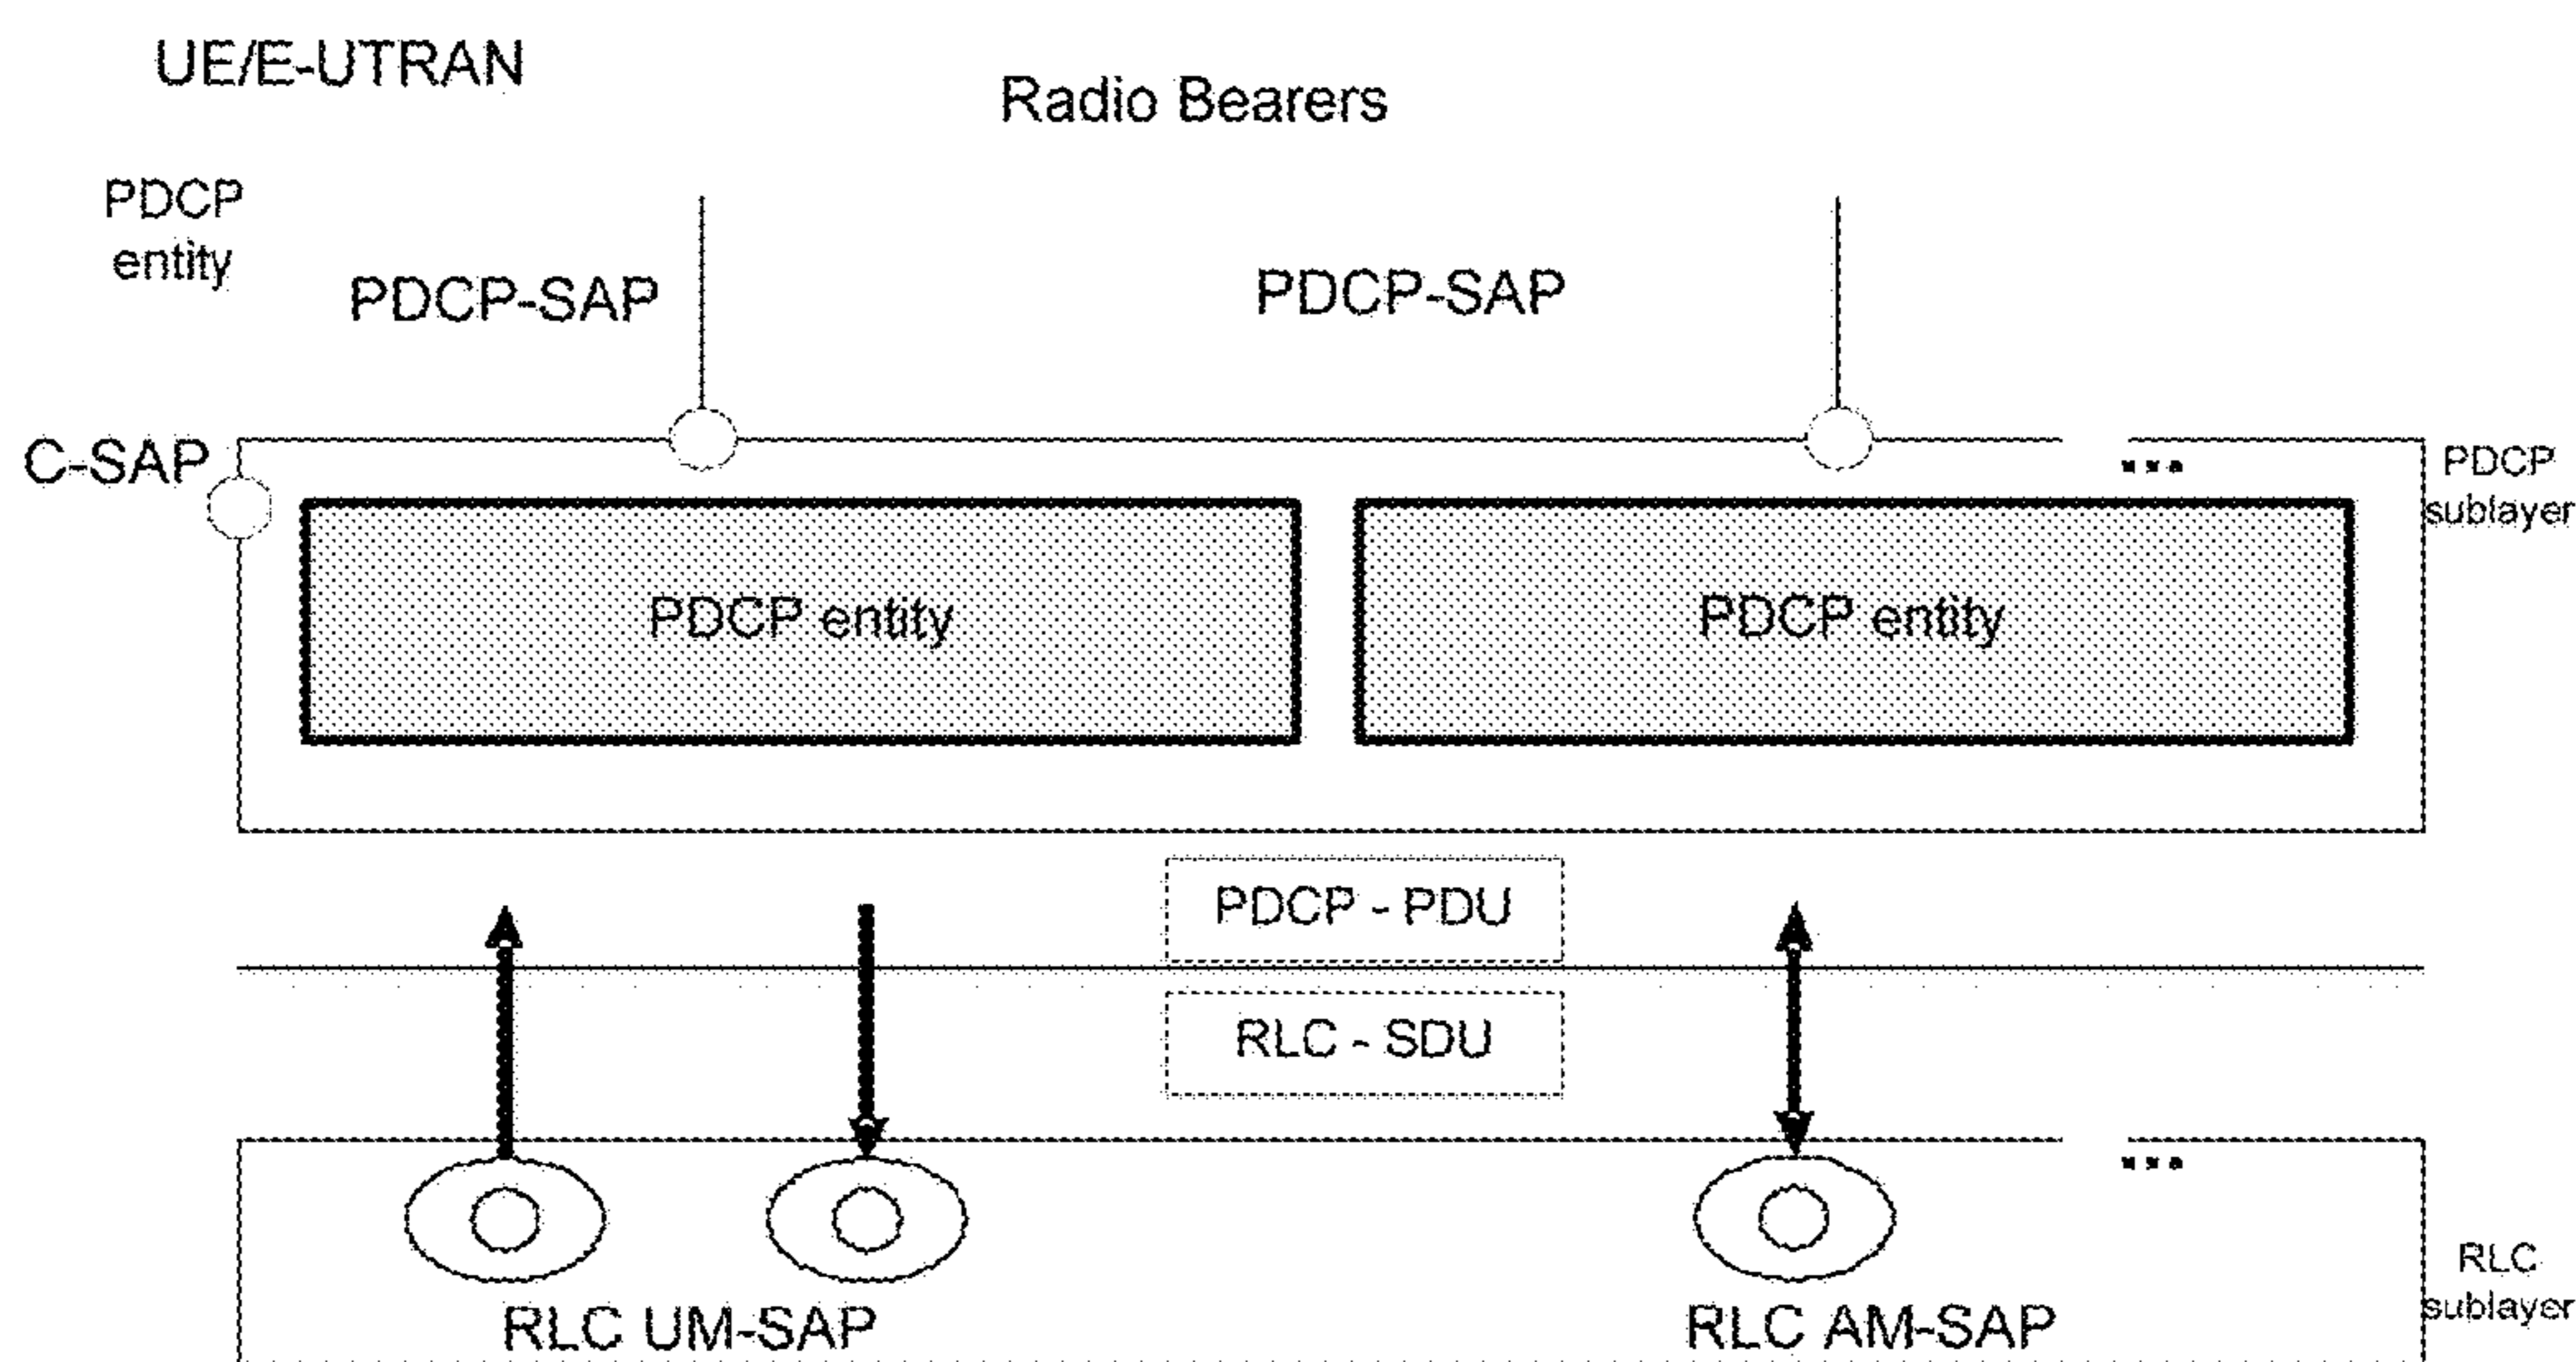 UE/E-UTRAN
Radio Bearers
PDCP
entity
PDCP-SAP
PDCP-SAP
C-SAP
...
PDCP
sublayer
PDCP entity
PDCP entity
PDCP - PDU
RLC - SDU
...
RLC UM-SAP
RLC AM-SAP
RLC
sublayer